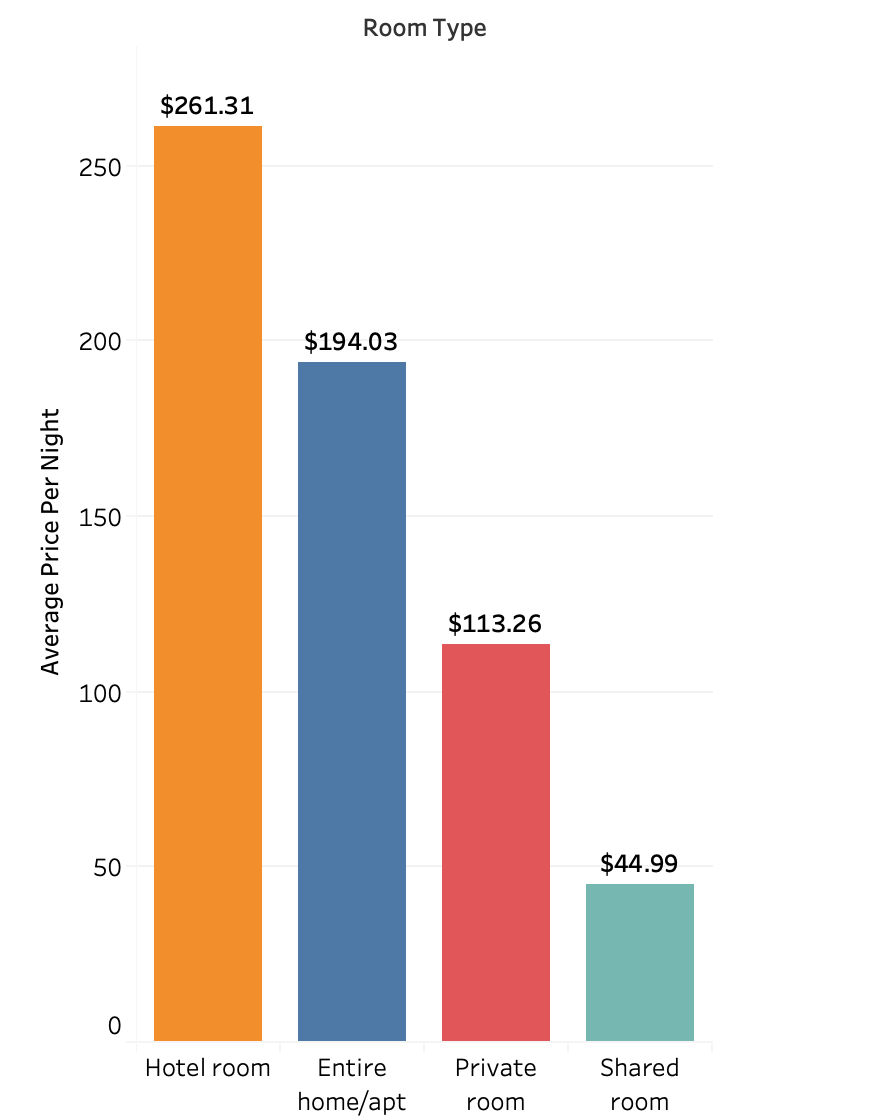 Room Type
Average Price Per Night
250
200
150
100
50
0
$261.31
$194.03
$113.26
$44.99
Hotel room
Entire
home/apt
Private
room
Shared
room